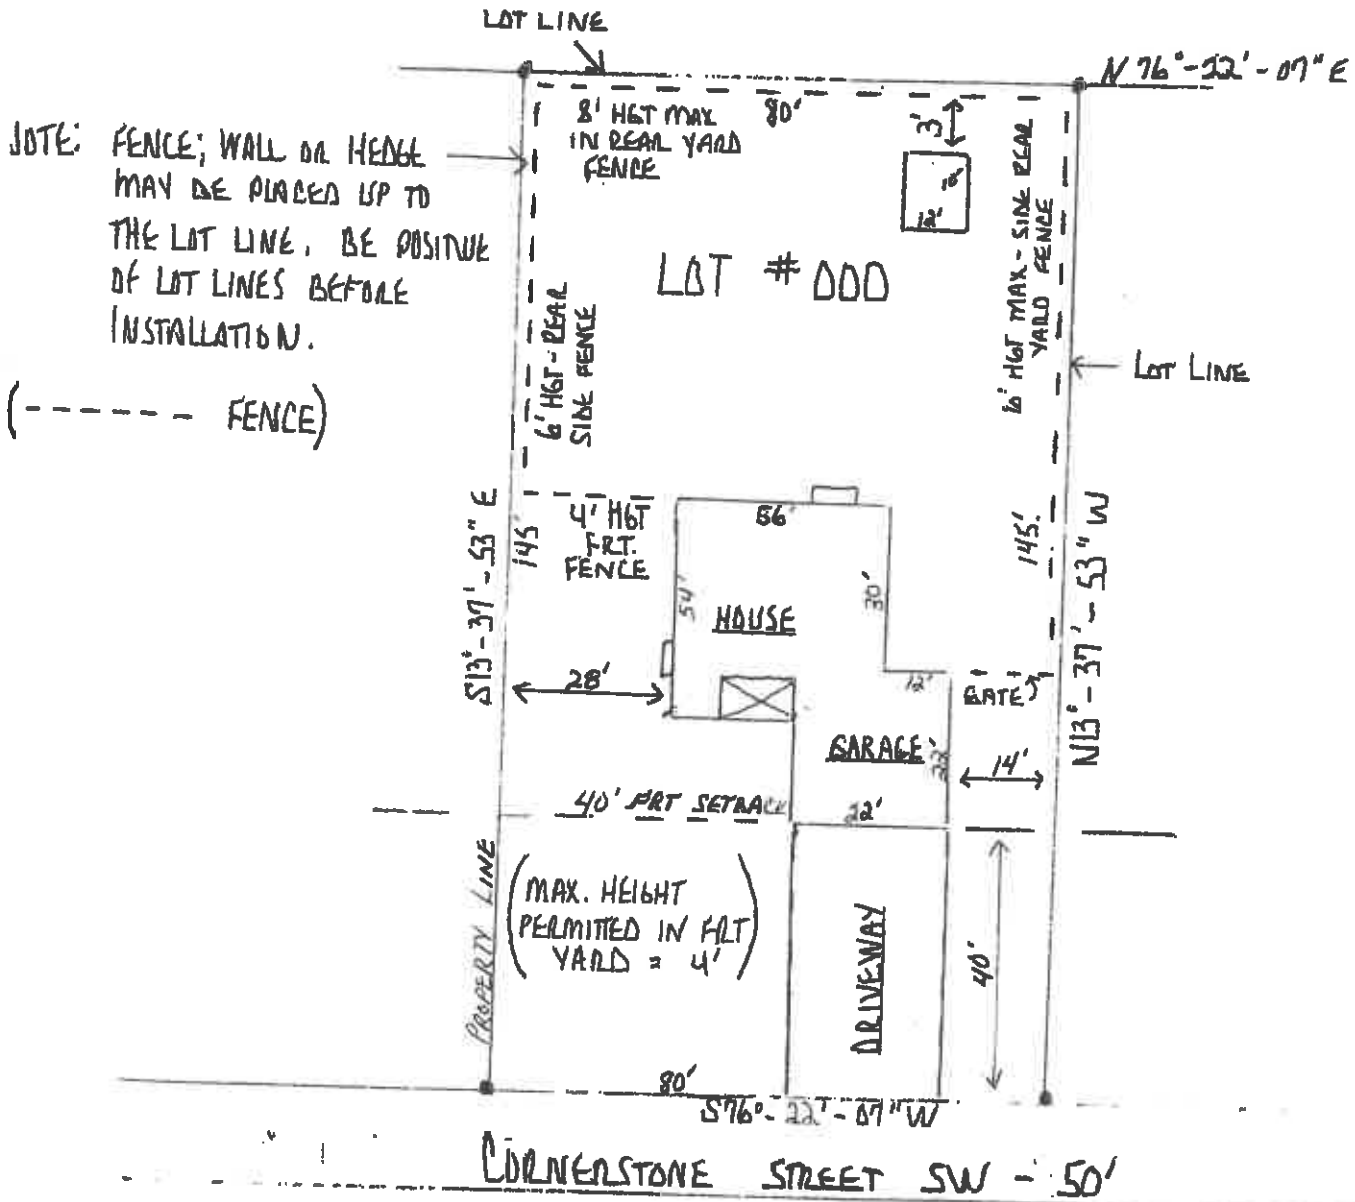 LOT LINE
N 76°-22'-07" E
8' HGT MAX
IN REAR YARD
FENCE
80'
3'
12'
NOTE: FENCE; WALL OR HEDGE
MAY BE PLACED UP TO
THE LOT LINE. BE POSITIVE
OF LOT LINES BEFORE
INSTALLATION.
(------ FENCE)
LOT #000
6' HGT-REAR
SIDE FENCE
6' HGT MAX-SIDE REAR
YARD FENCE
LOT LINE
S13°-37'-53" E
145'
4' HGT
FRT.
FENCE
56'
54'
30'
HOUSE
145'
N13°-37'-53" W
28'
12'
GATE
GARAGE
22'
14'
40' FRT SETBACK
22'
PROPERTY LINE
(MAX. HEIGHT
PERMITTED IN FRT
YARD = 4')
DRIVEWAY
40'
80'
S76°-22'-07" W
CORNERSTONE STREET SW - 50'